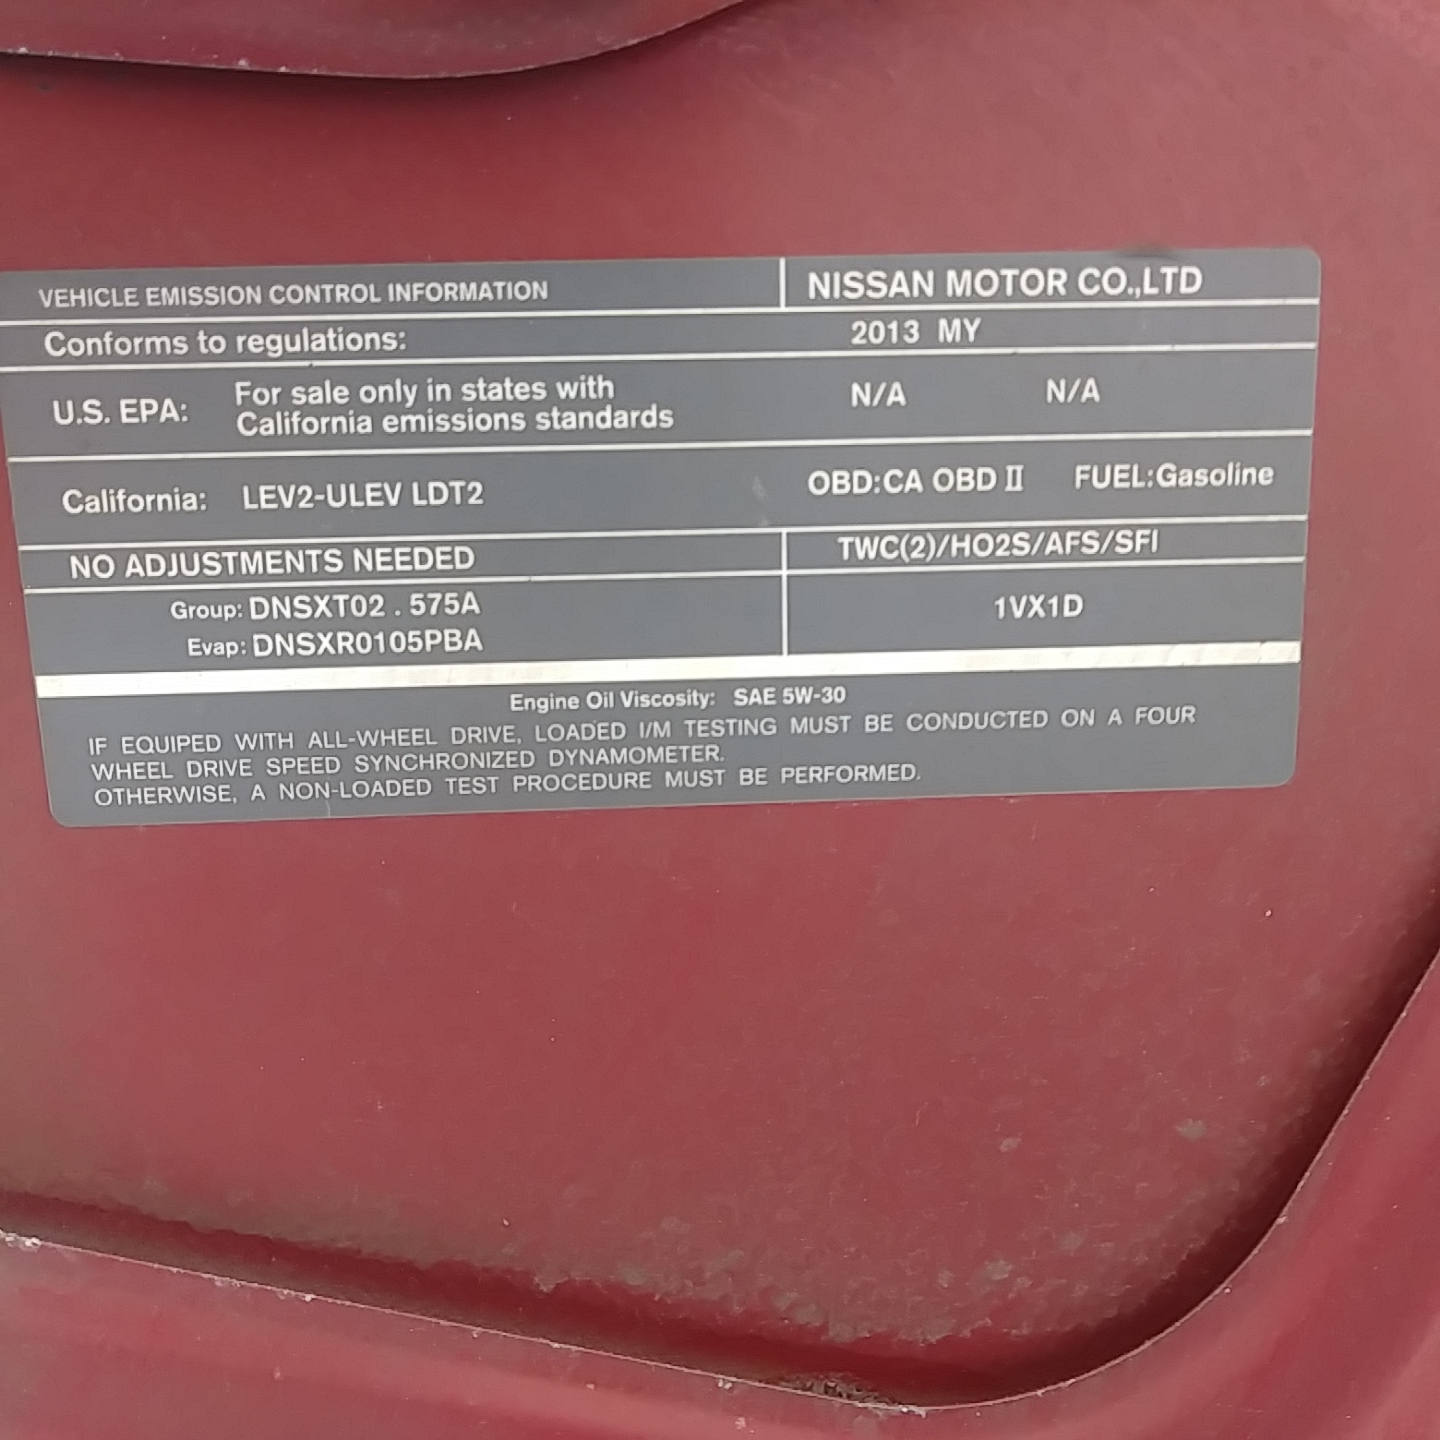 VEHICLE EMISSION CONTROL INFORMATION NISSAN MOTOR CO.,LTD
Conforms to regulations: 2013 MY
U.S. EPA: For sale only in states with N/A N/A
California emissions standards
California: LEV2-ULEV LDT2 OBD:CA OBD II FUEL:Gasoline
NO ADJUSTMENTS NEEDED TWC(2)/HO2S/AFS/SFI
Group: DNSXT02 . 575A 1VX1D
Evap: DNSXR0105PBA
Engine Oil Viscosity: SAE 5W-30
IF EQUIPED WITH ALL-WHEEL DRIVE, LOADED I/M TESTING MUST BE CONDUCTED ON A FOUR
WHEEL DRIVE SPEED SYNCHRONIZED DYNAMOMETER.
OTHERWISE, A NON-LOADED TEST PROCEDURE MUST BE PERFORMED.